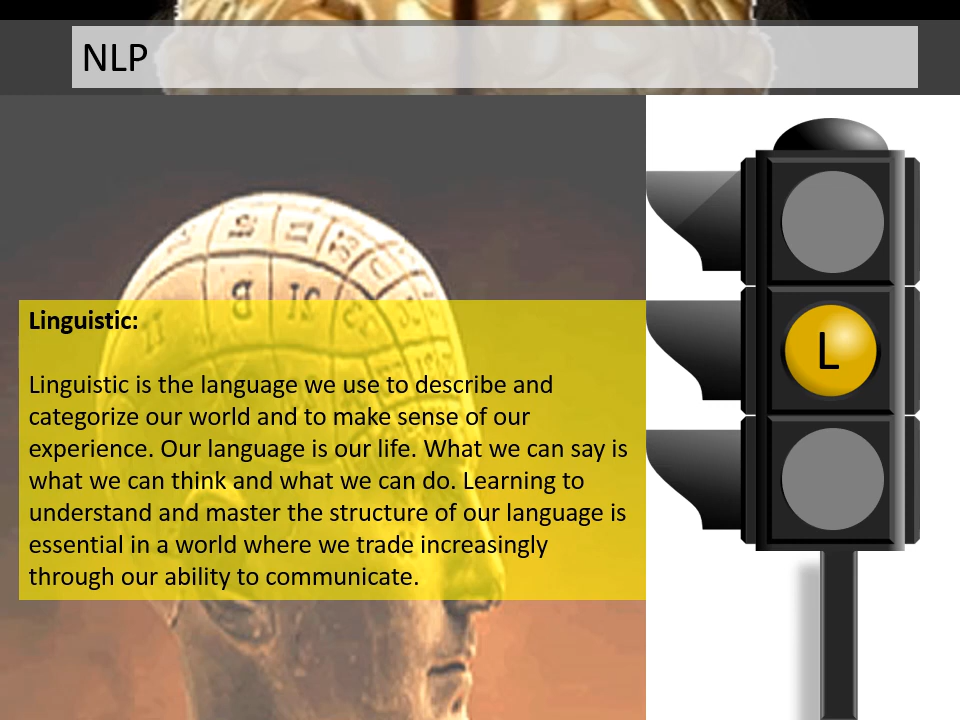 NLP
Linguistic:
Linguistic is the language we use to describe and
categorize our world and to make sense of our
experience. Our language is our life. What we can say is
what we can think and what we can do. Learning to
understand and master the structure of our language is
essential in a world where we trade increasingly
through our ability to communicate.
L